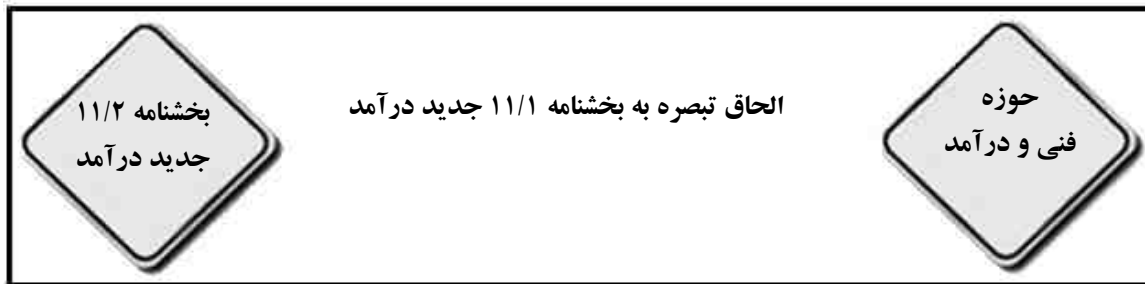 حوزه
فنی و درآمد
الحاق تبصره به بخشنامه ۱۱/۱ جدید درآمد
بخشنامه ۱۱/۲
جدید درآمد